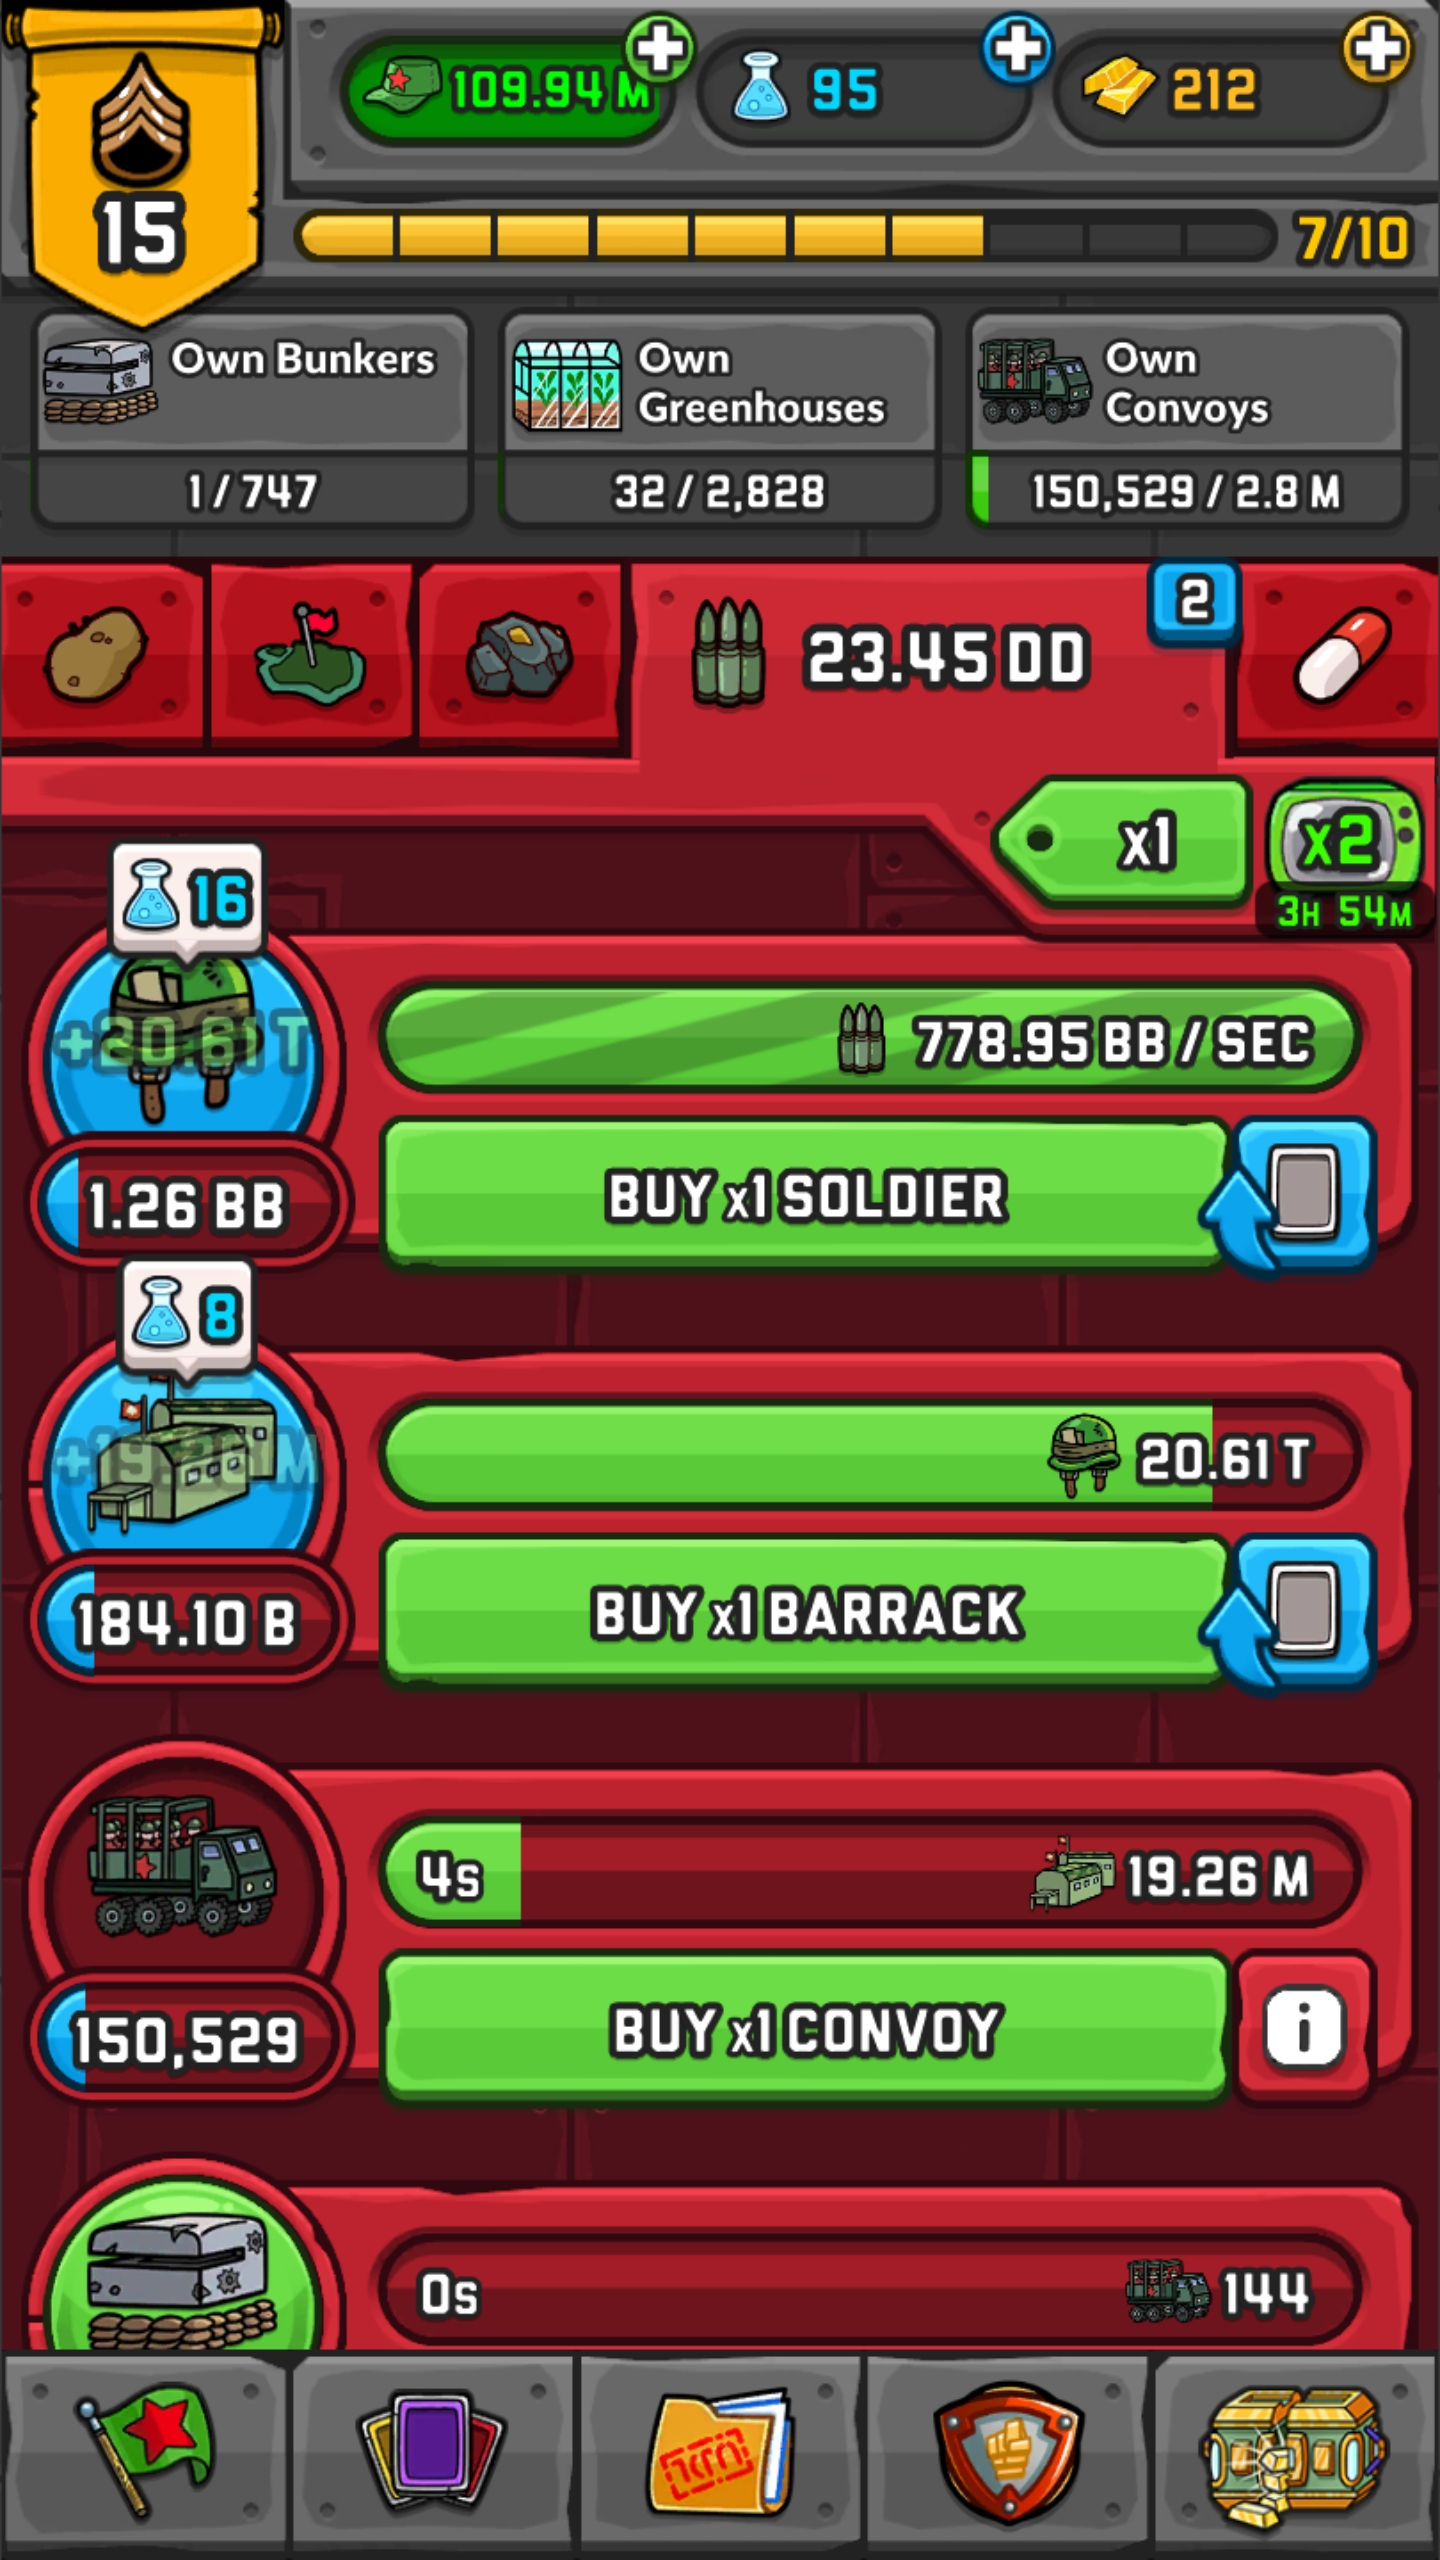 109.94 M
95
212
15
7/10
Own Bunkers
1 / 747
Own
Greenhouses
32 / 2,828
Own
Convoys
150,529 / 2.8 M
23.45 DD
2
x1
x2
3H 54M
16
+20.61 T
778.95 BB / SEC
1.26 BB
BUY x1 SOLDIER
8
+19.26 M
20.61 T
184.10 B
BUY x1 BARRACK
4s
19.26 M
150,529
BUY x1 CONVOY
i
0s
144